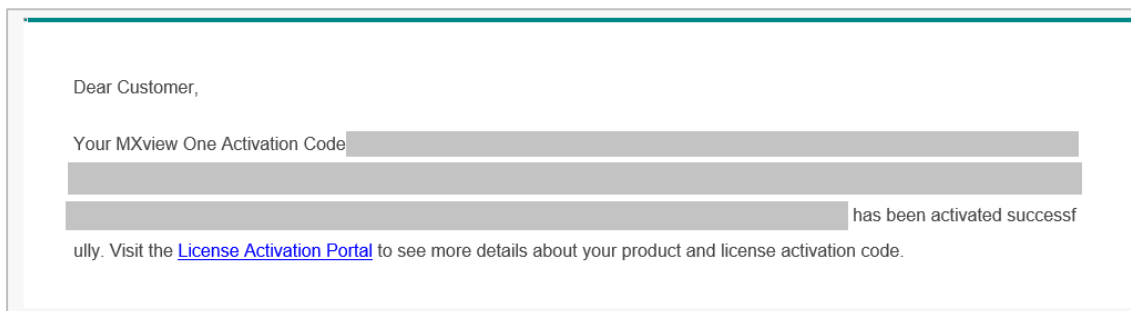 Dear Customer,
Your MXview One Activation Code
has been activated successf
ully. Visit the License Activation Portal to see more details about your product and license activation code.